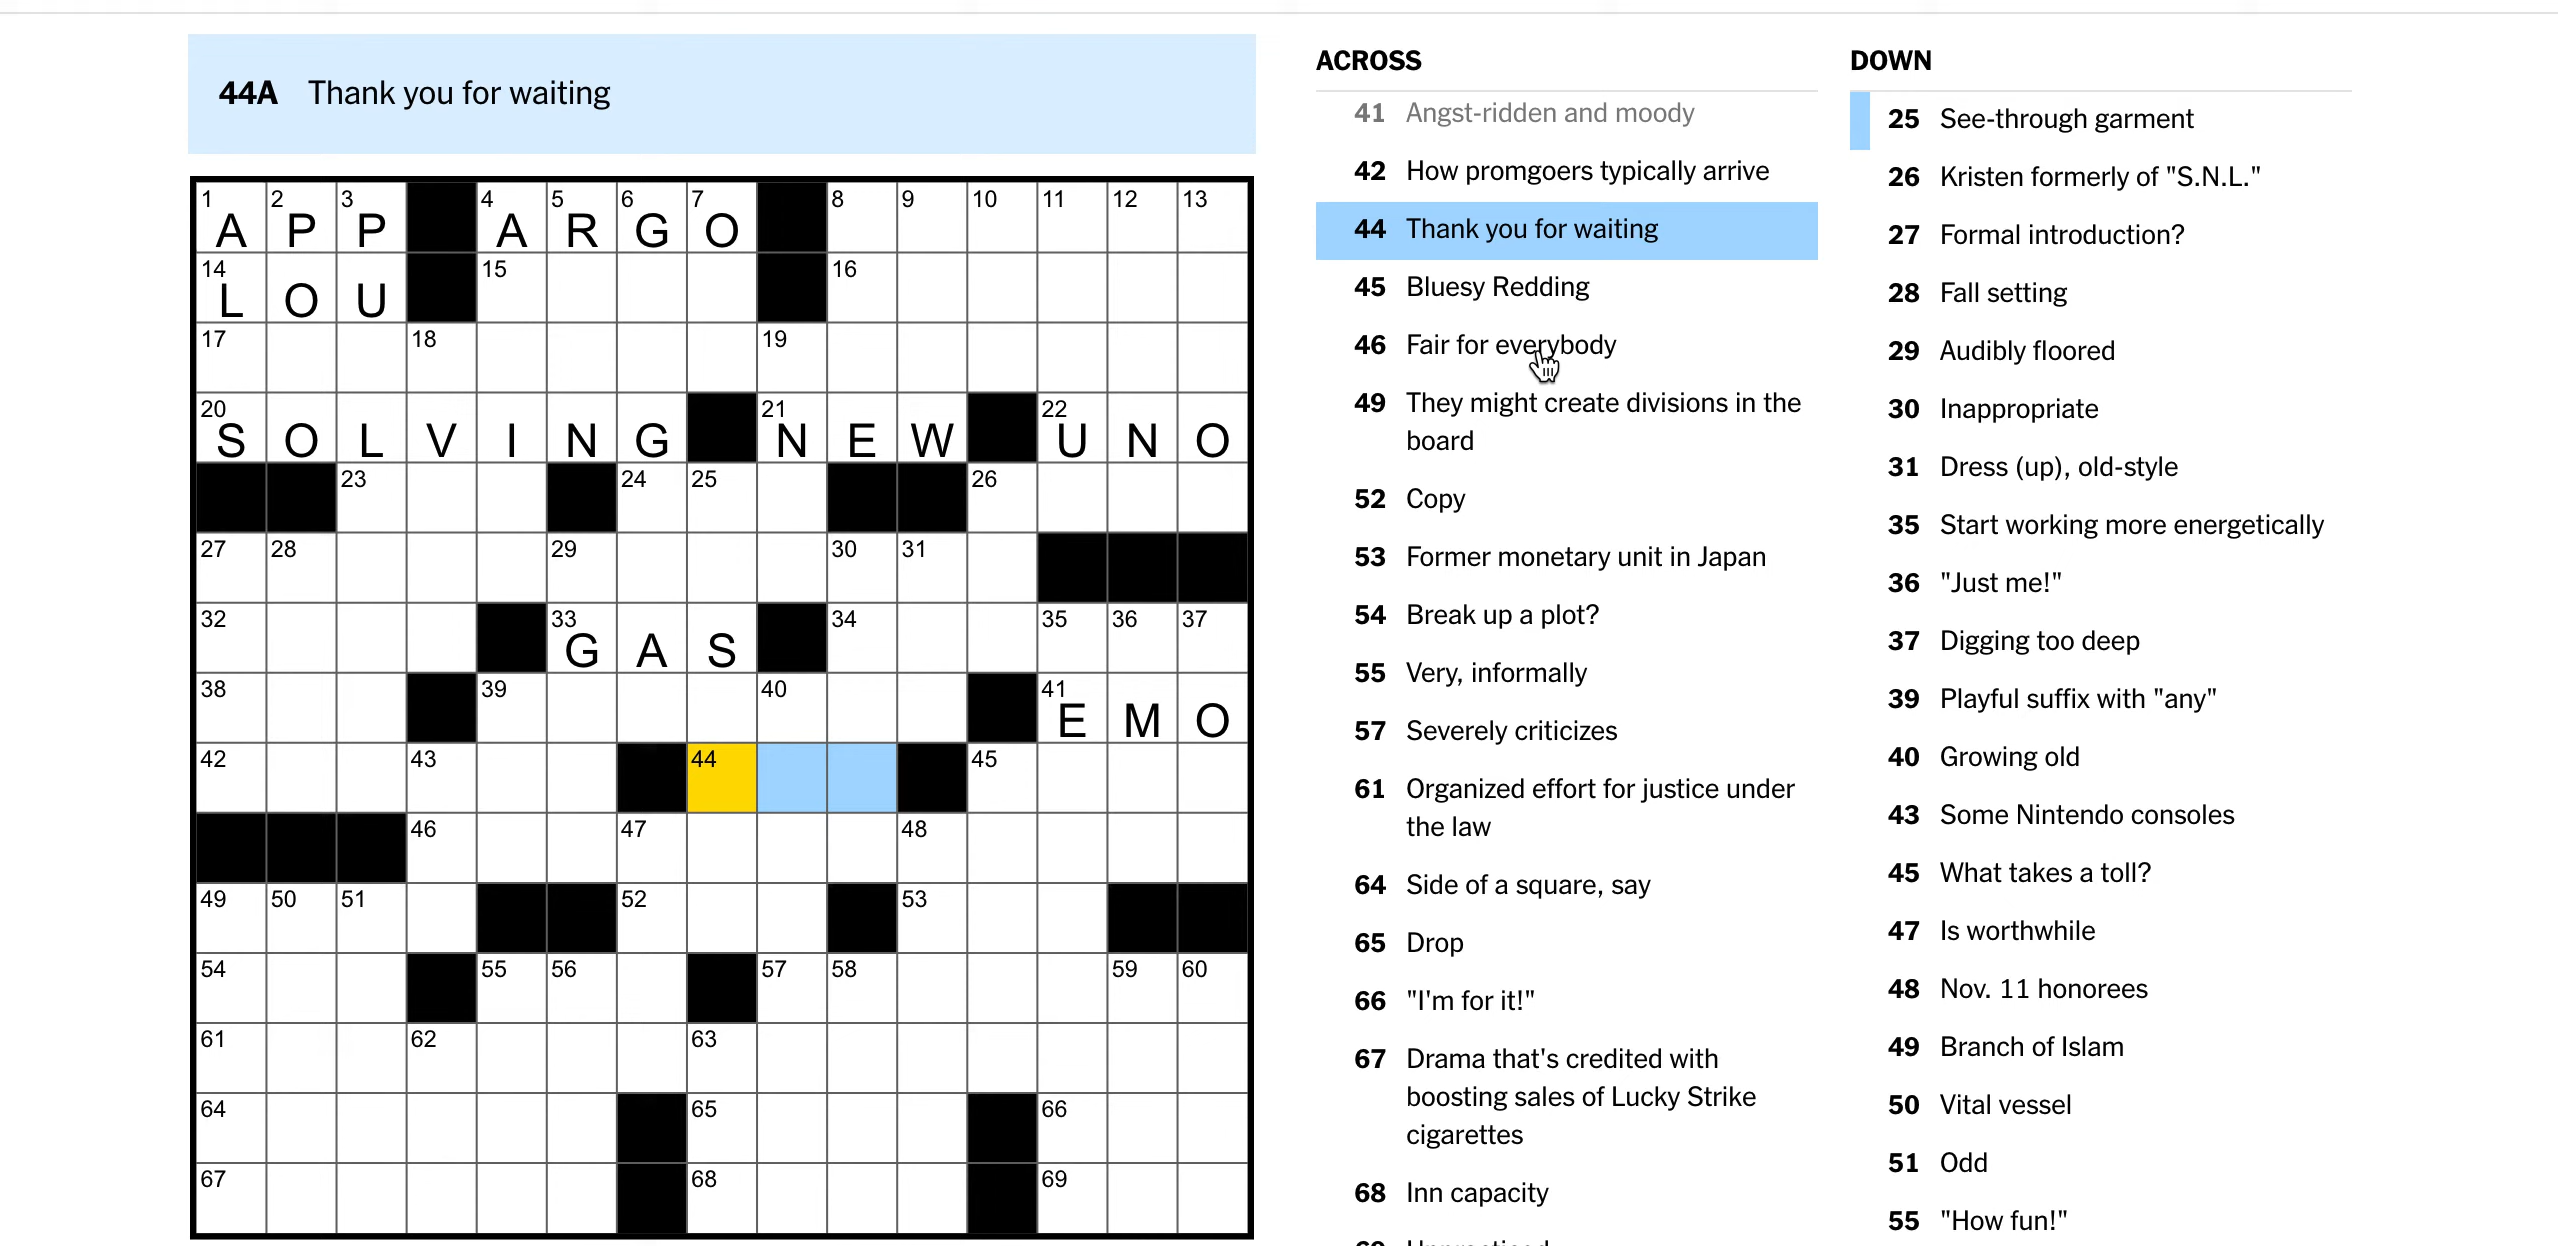 44A Thank you for waiting
1 2 3 4 5 6 7 8 9 10 11 12 13
A P P A R G O
14 15 16
L O U
17 18 19
20 21 22
S O L V I N G N E W U N O
23 24 25 26
27 28 29 30 31
32 33 34 35 36 37
G A S
38 39 40 41
E M O
42 43 44 45
46 47 48
49 50 51 52 53
54 55 56 57 58 59 60
61 62 63
64 65 66
67 68 69
ACROSS
41 Angst-ridden and moody
42 How promgoers typically arrive
44 Thank you for waiting
45 Bluesy Redding
46 Fair for everybody
49 They might create divisions in the
board
52 Copy
53 Former monetary unit in Japan
54 Break up a plot?
55 Very, informally
57 Severely criticizes
61 Organized effort for justice under
the law
64 Side of a square, say
65 Drop
66 "I'm for it!"
67 Drama that's credited with
boosting sales of Lucky Strike
cigarettes
68 Inn capacity
DOWN
25 See-through garment
26 Kristen formerly of "S.N.L."
27 Formal introduction?
28 Fall setting
29 Audibly floored
30 Inappropriate
31 Dress (up), old-style
35 Start working more energetically
36 "Just me!"
37 Digging too deep
39 Playful suffix with "any"
40 Growing old
43 Some Nintendo consoles
45 What takes a toll?
47 Is worthwhile
48 Nov. 11 honorees
49 Branch of Islam
50 Vital vessel
51 Odd
55 "How fun!"